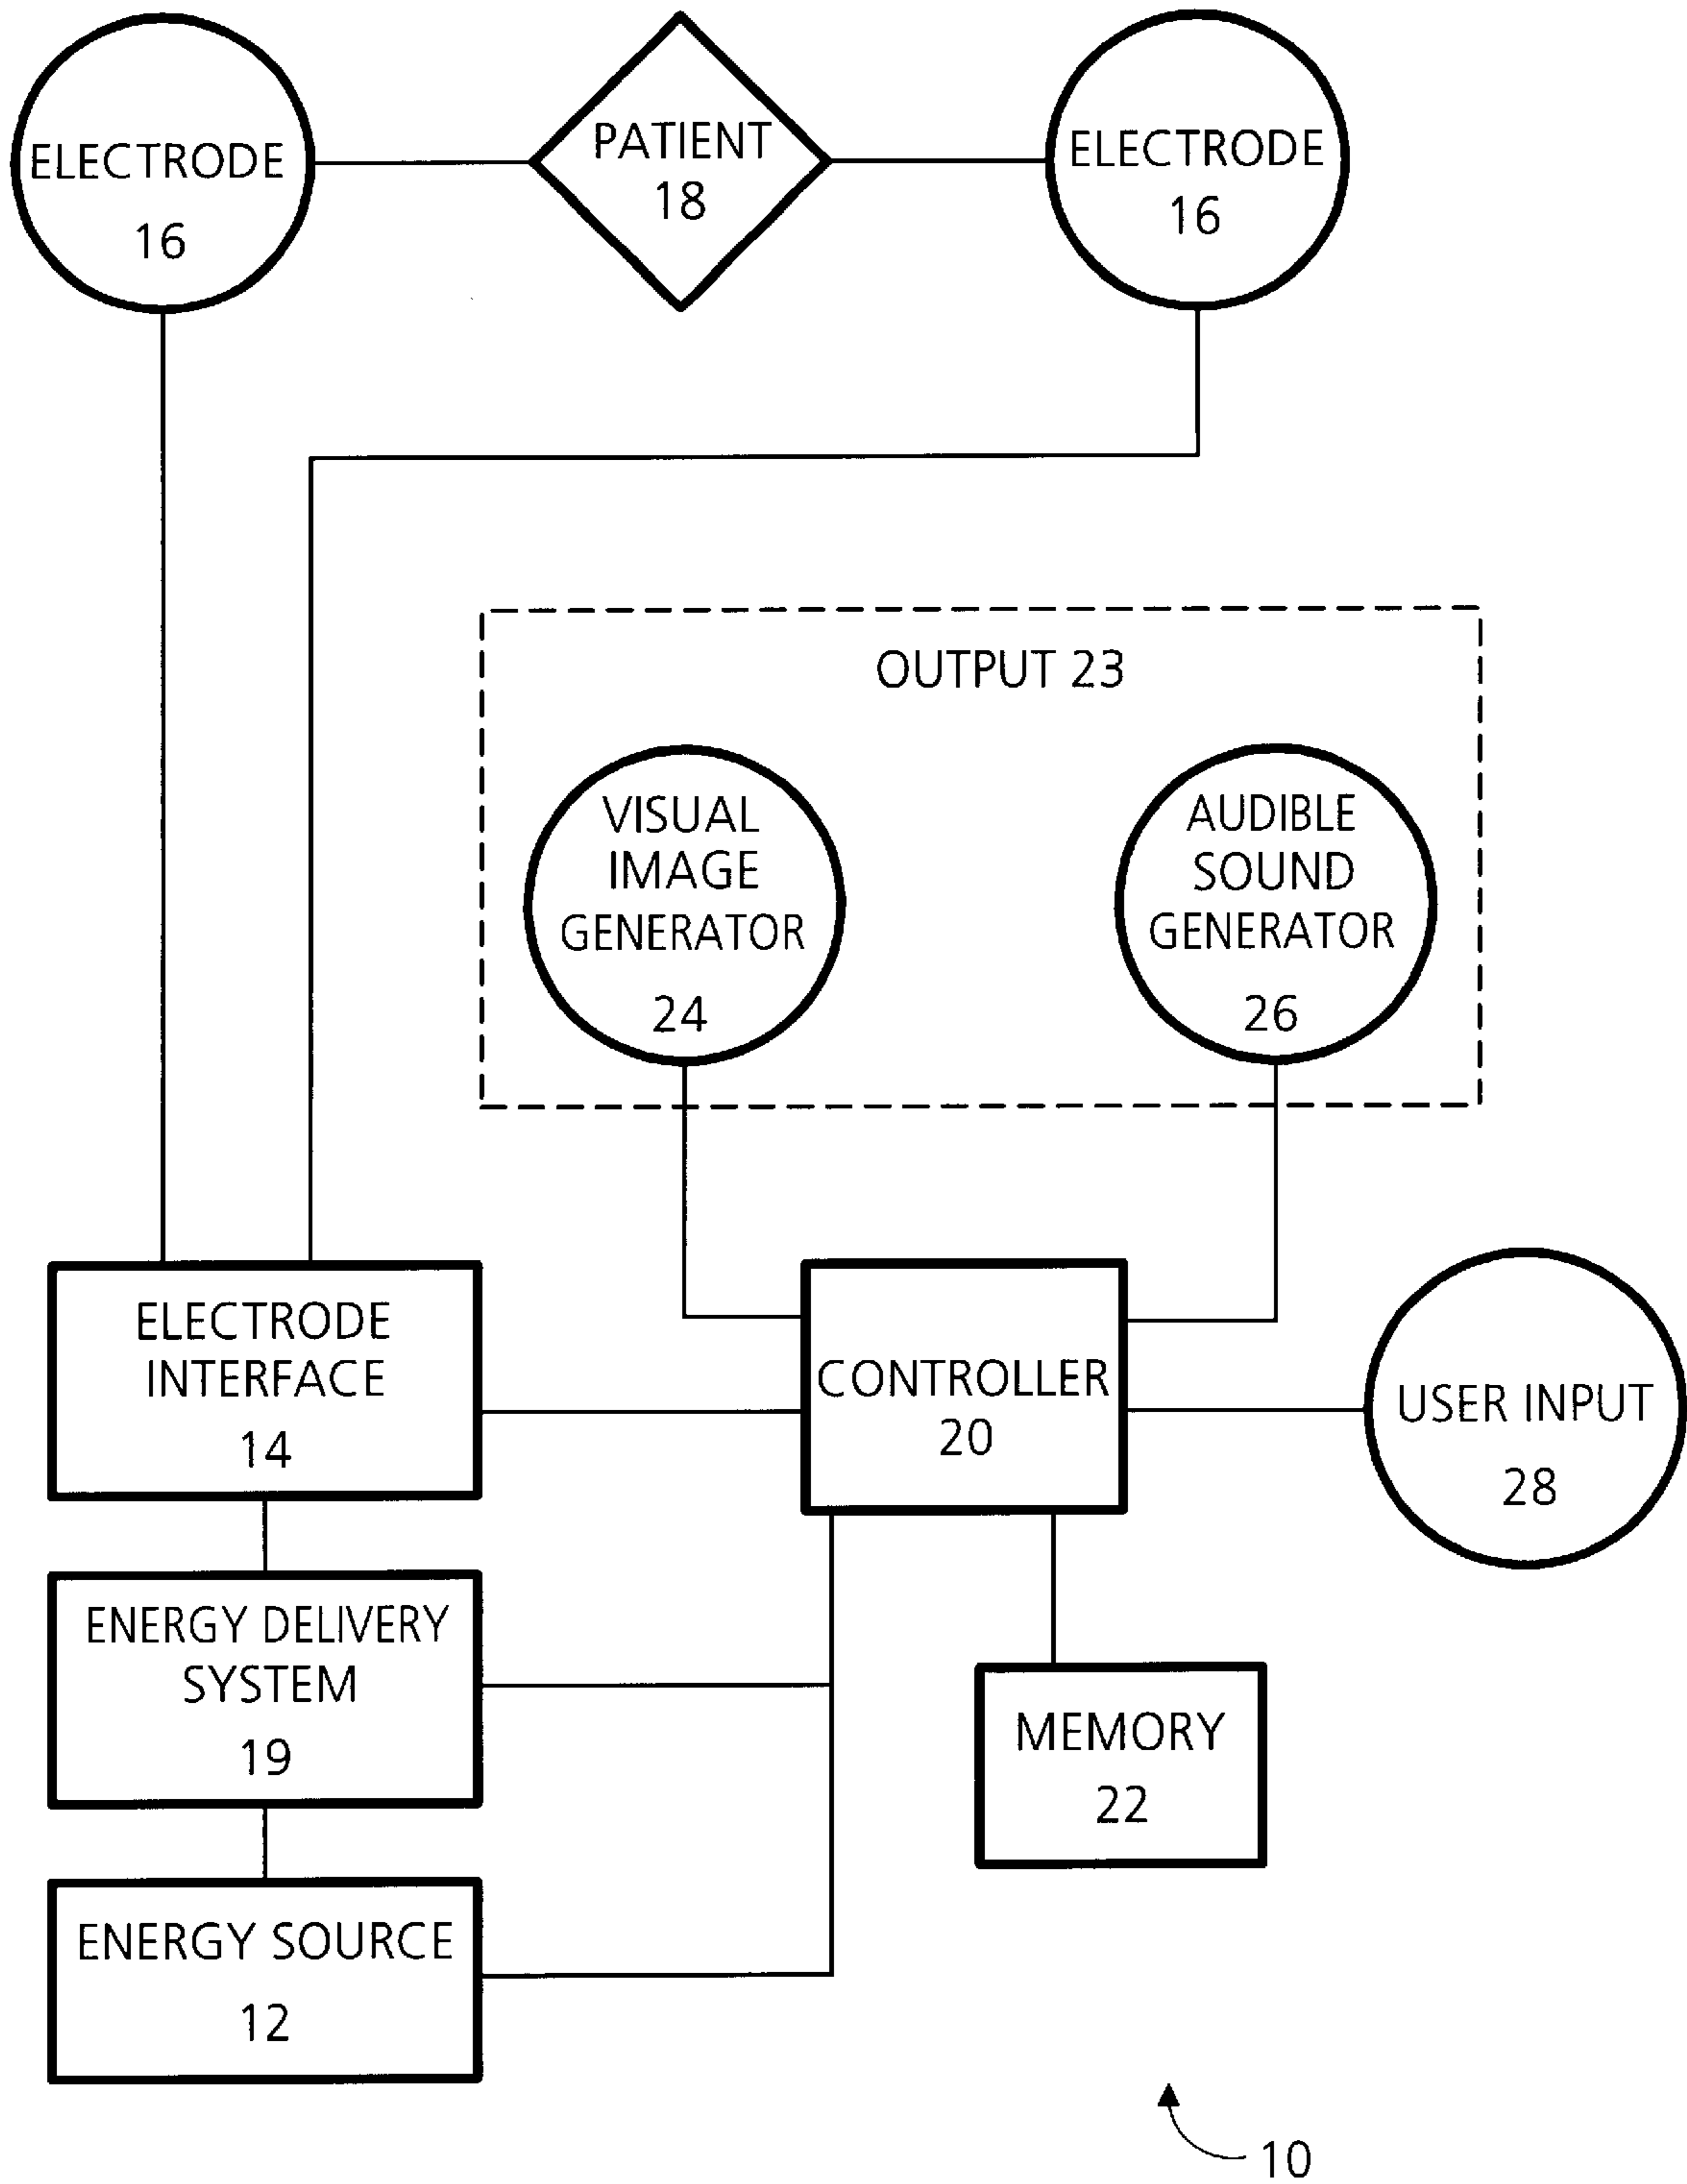 ELECTRODE
16
PATIENT
18
ELECTRODE
16
OUTPUT 23
VISUAL
IMAGE
GENERATOR
24
AUDIBLE
SOUND
GENERATOR
26
ELECTRODE
INTERFACE
14
CONTROLLER
20
USER INPUT
28
ENERGY DELIVERY
SYSTEM
19
MEMORY
22
ENERGY SOURCE
12
10